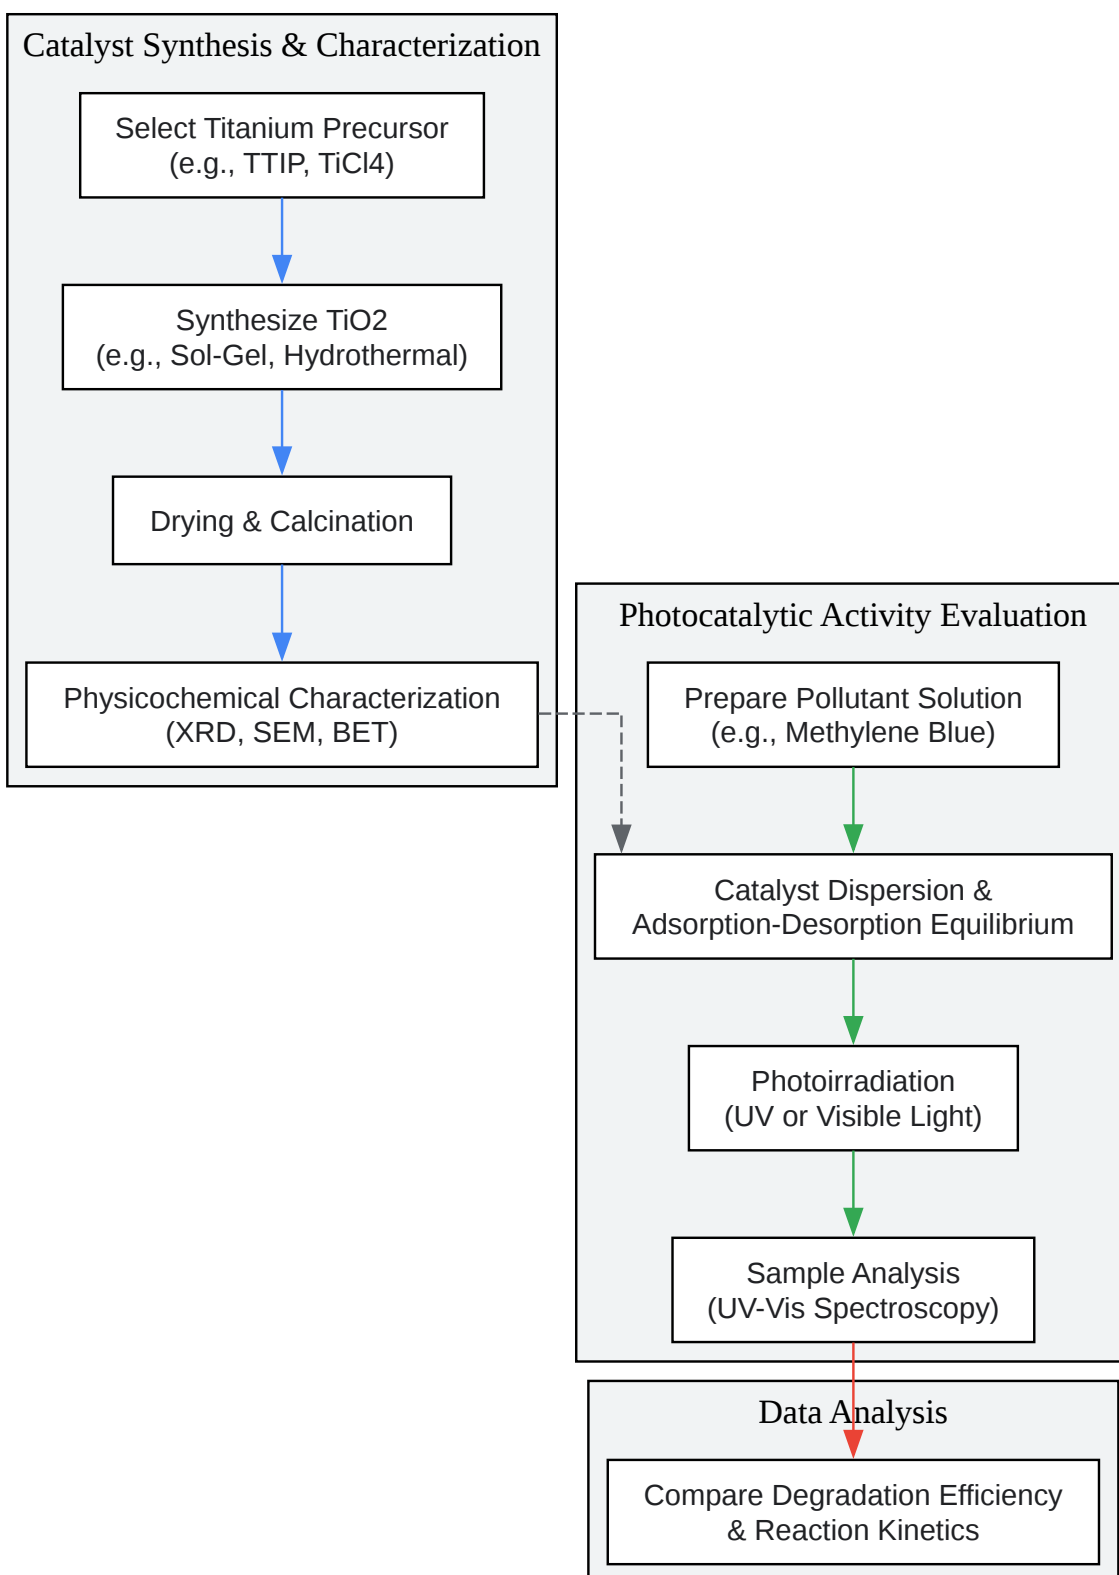 Catalyst Synthesis & Characterization
Select Titanium Precursor
(e.g., TTIP, TiCl4)
Synthesize TiO2
(e.g., Sol-Gel, Hydrothermal)
Drying & Calcination
Physicochemical Characterization
(XRD, SEM, BET)
Photocatalytic Activity Evaluation
Prepare Pollutant Solution
(e.g., Methylene Blue)
Catalyst Dispersion &
Adsorption-Desorption Equilibrium
Photoirradiation
(UV or Visible Light)
Sample Analysis
(UV-Vis Spectroscopy)
Data Analysis
Compare Degradation Efficiency
& Reaction Kinetics